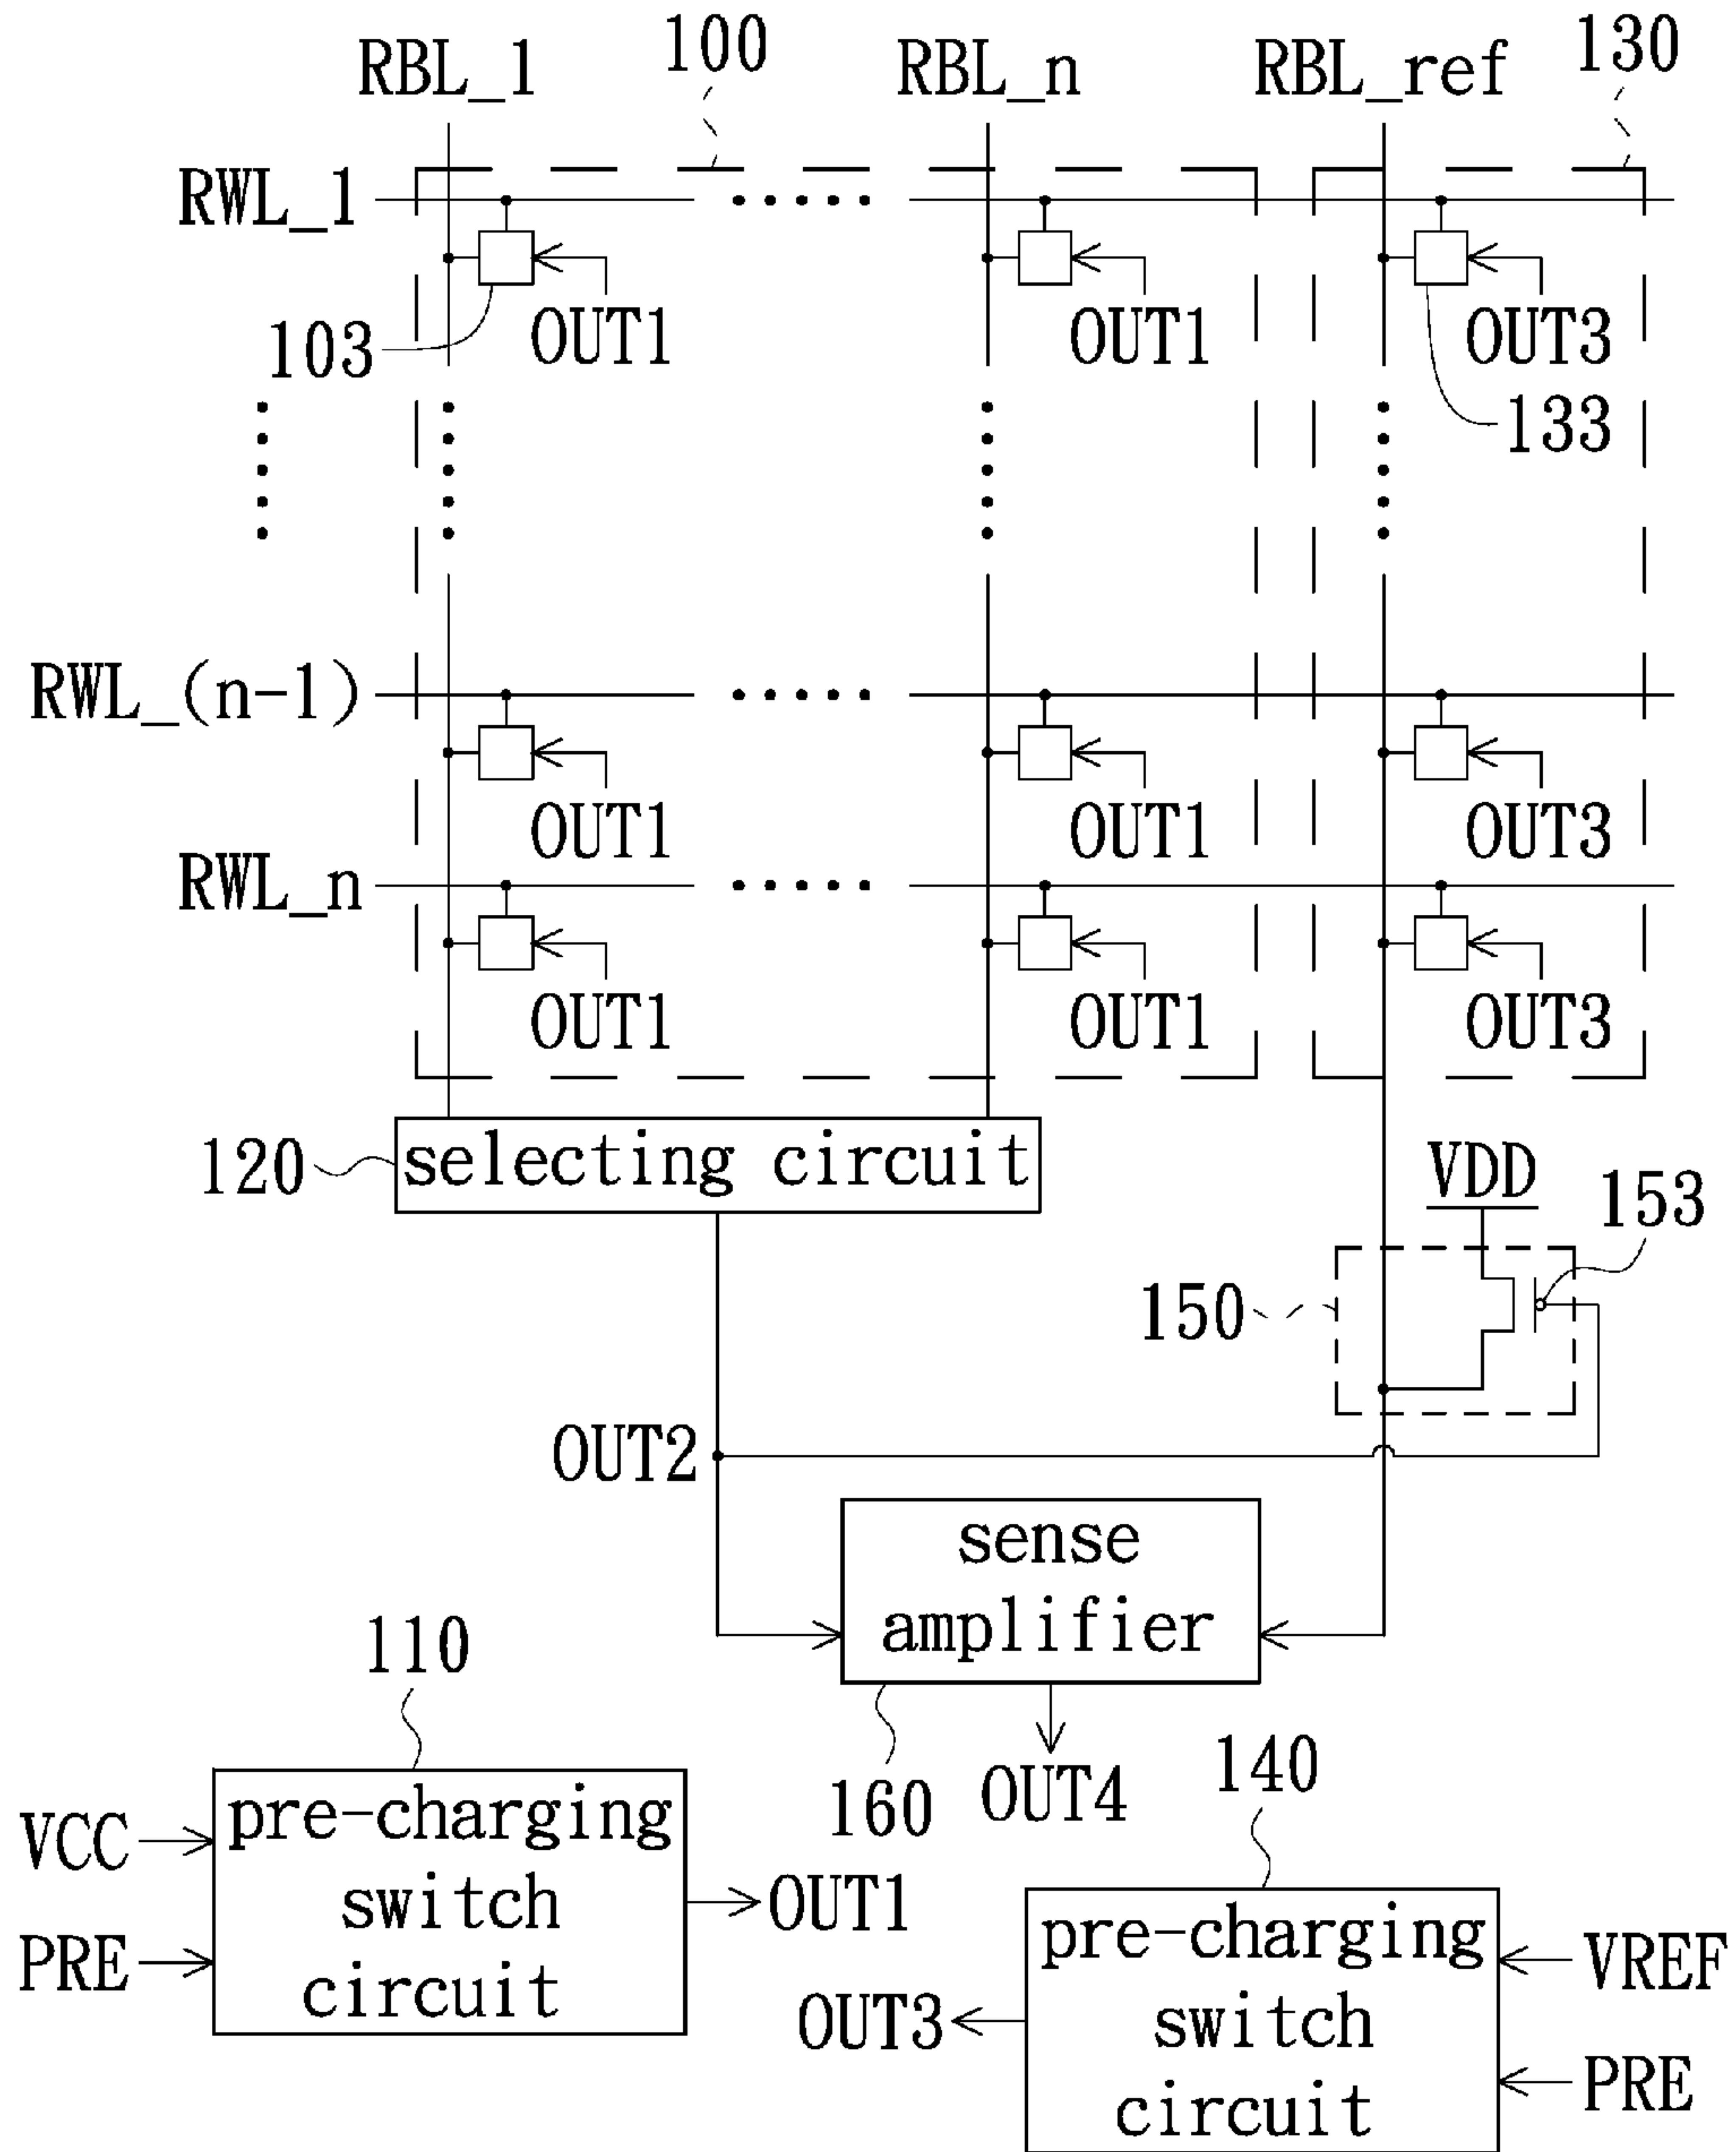 RBL_1
100
RBL_n
RBL_ref
130
RWL_1
103
OUT1
OUT1
OUT3
133
RWL_(n-1)
OUT1
OUT1
OUT3
RWL_n
OUT1
OUT1
OUT3
120
selecting circuit
VDD
153
150
OUT2
sense
amplifier
160
OUT4
110
VCC
PRE
pre-charging
switch
circuit
OUT1
140
OUT3
pre-charging
switch
circuit
VREF
PRE